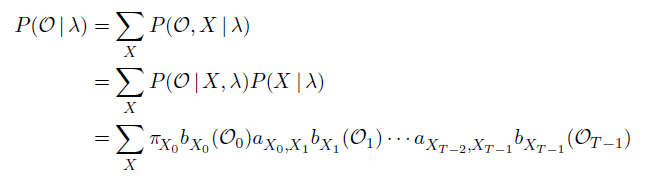 P(𝒪 | λ) = ∑_X P(𝒪, X | λ)
= ∑_X P(𝒪 | X, λ)P(X | λ)
= ∑_X π_{X_0} b_{X_0}(𝒪_0) a_{X_0,X_1} b_{X_1}(𝒪_1) ··· a_{X_{T−2},X_{T−1}} b_{X_{T−1}}(𝒪_{T−1})